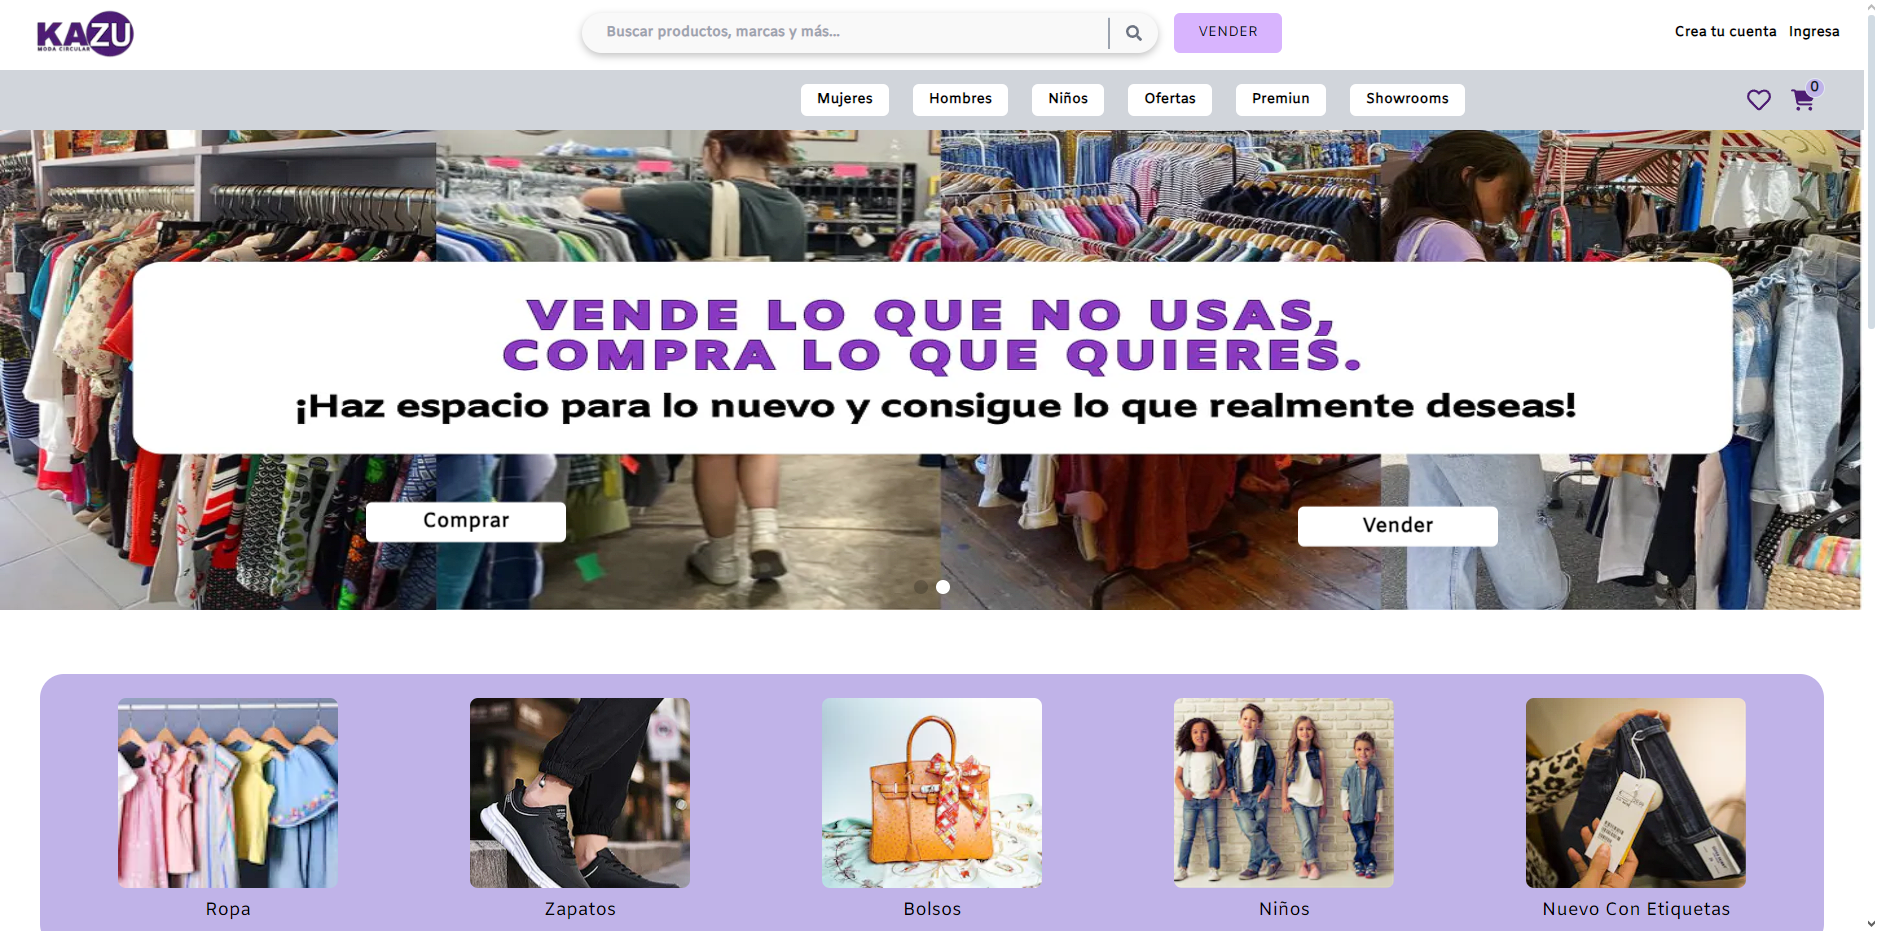 KAZU
MODA CIRCULAR
Buscar productos, marcas y más...
VENDER
Crea tu cuenta
Ingresa
Mujeres
Hombres
Niños
Ofertas
Premiun
Showrooms
0
VENDE LO QUE NO USAS,
COMPRA LO QUE QUIERES.
¡Haz espacio para lo nuevo y consigue lo que realmente deseas!
Comprar
Vender
Ropa
Zapatos
Bolsos
Niños
Nuevo Con Etiquetas